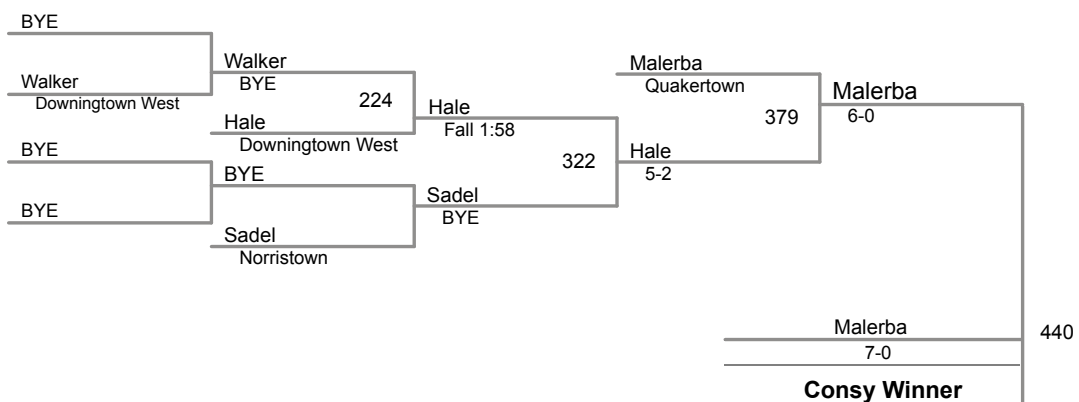 BYE
Walker
Downingtown West
BYE
BYE
Walker
BYE
224
Hale
Downingtown West
BYE
Sadel
Norristown
Hale
Fall 1:58
322
Sadel
BYE
Malerba
Quakertown
379
Hale
5-2
Malerba
6-0
440
Malerba
7-0
Consy Winner